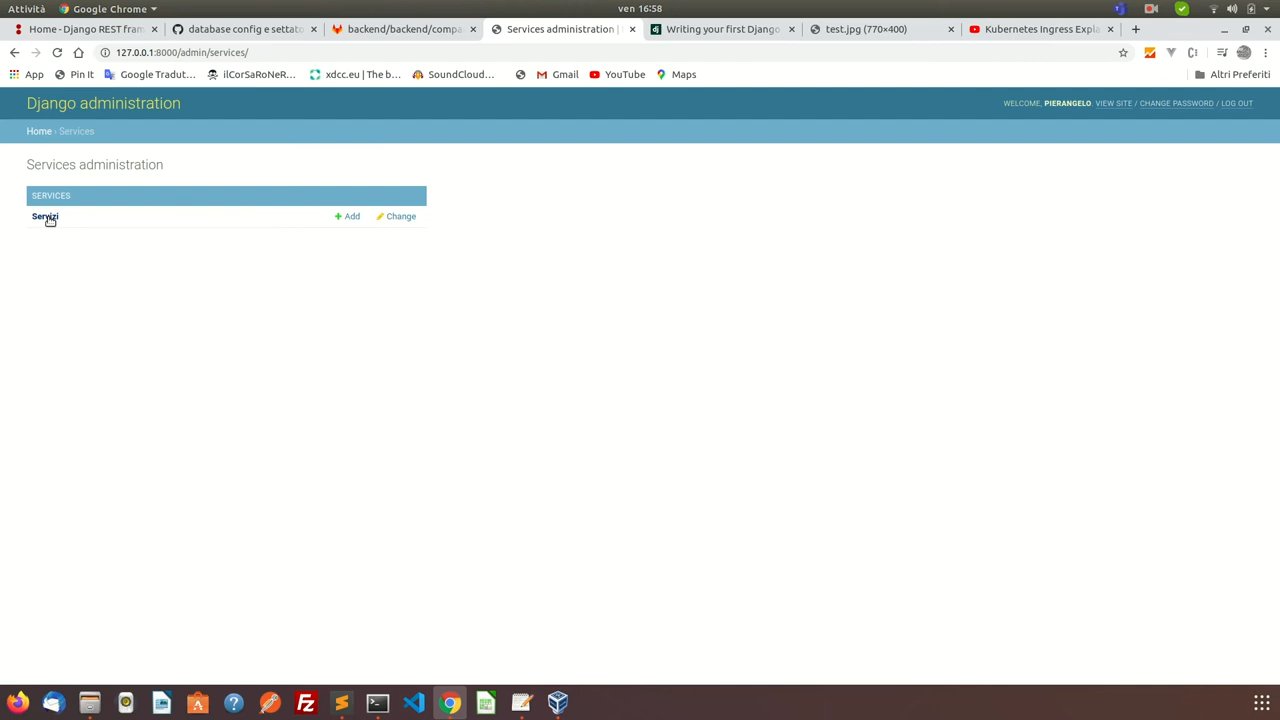 Attività
Google Chrome
ven 16:58
Home - Django REST fram
database config e settato
backend/backend/compa
Services administration |
Writing your first Django
test.jpg (770×400)
Kubernetes Ingress Expla
127.0.0.1:8000/admin/services/
App
Pin It
Google Tradut...
ilCorSaRoNeR...
xdcc.eu | The b...
SoundCloud...
Gmail
YouTube
Maps
Altri Preferiti
Django administration
WELCOME, PIERANGELO. VIEW SITE / CHANGE PASSWORD / LOG OUT
Home › Services
Services administration
SERVICES
Servizi
Add
Change